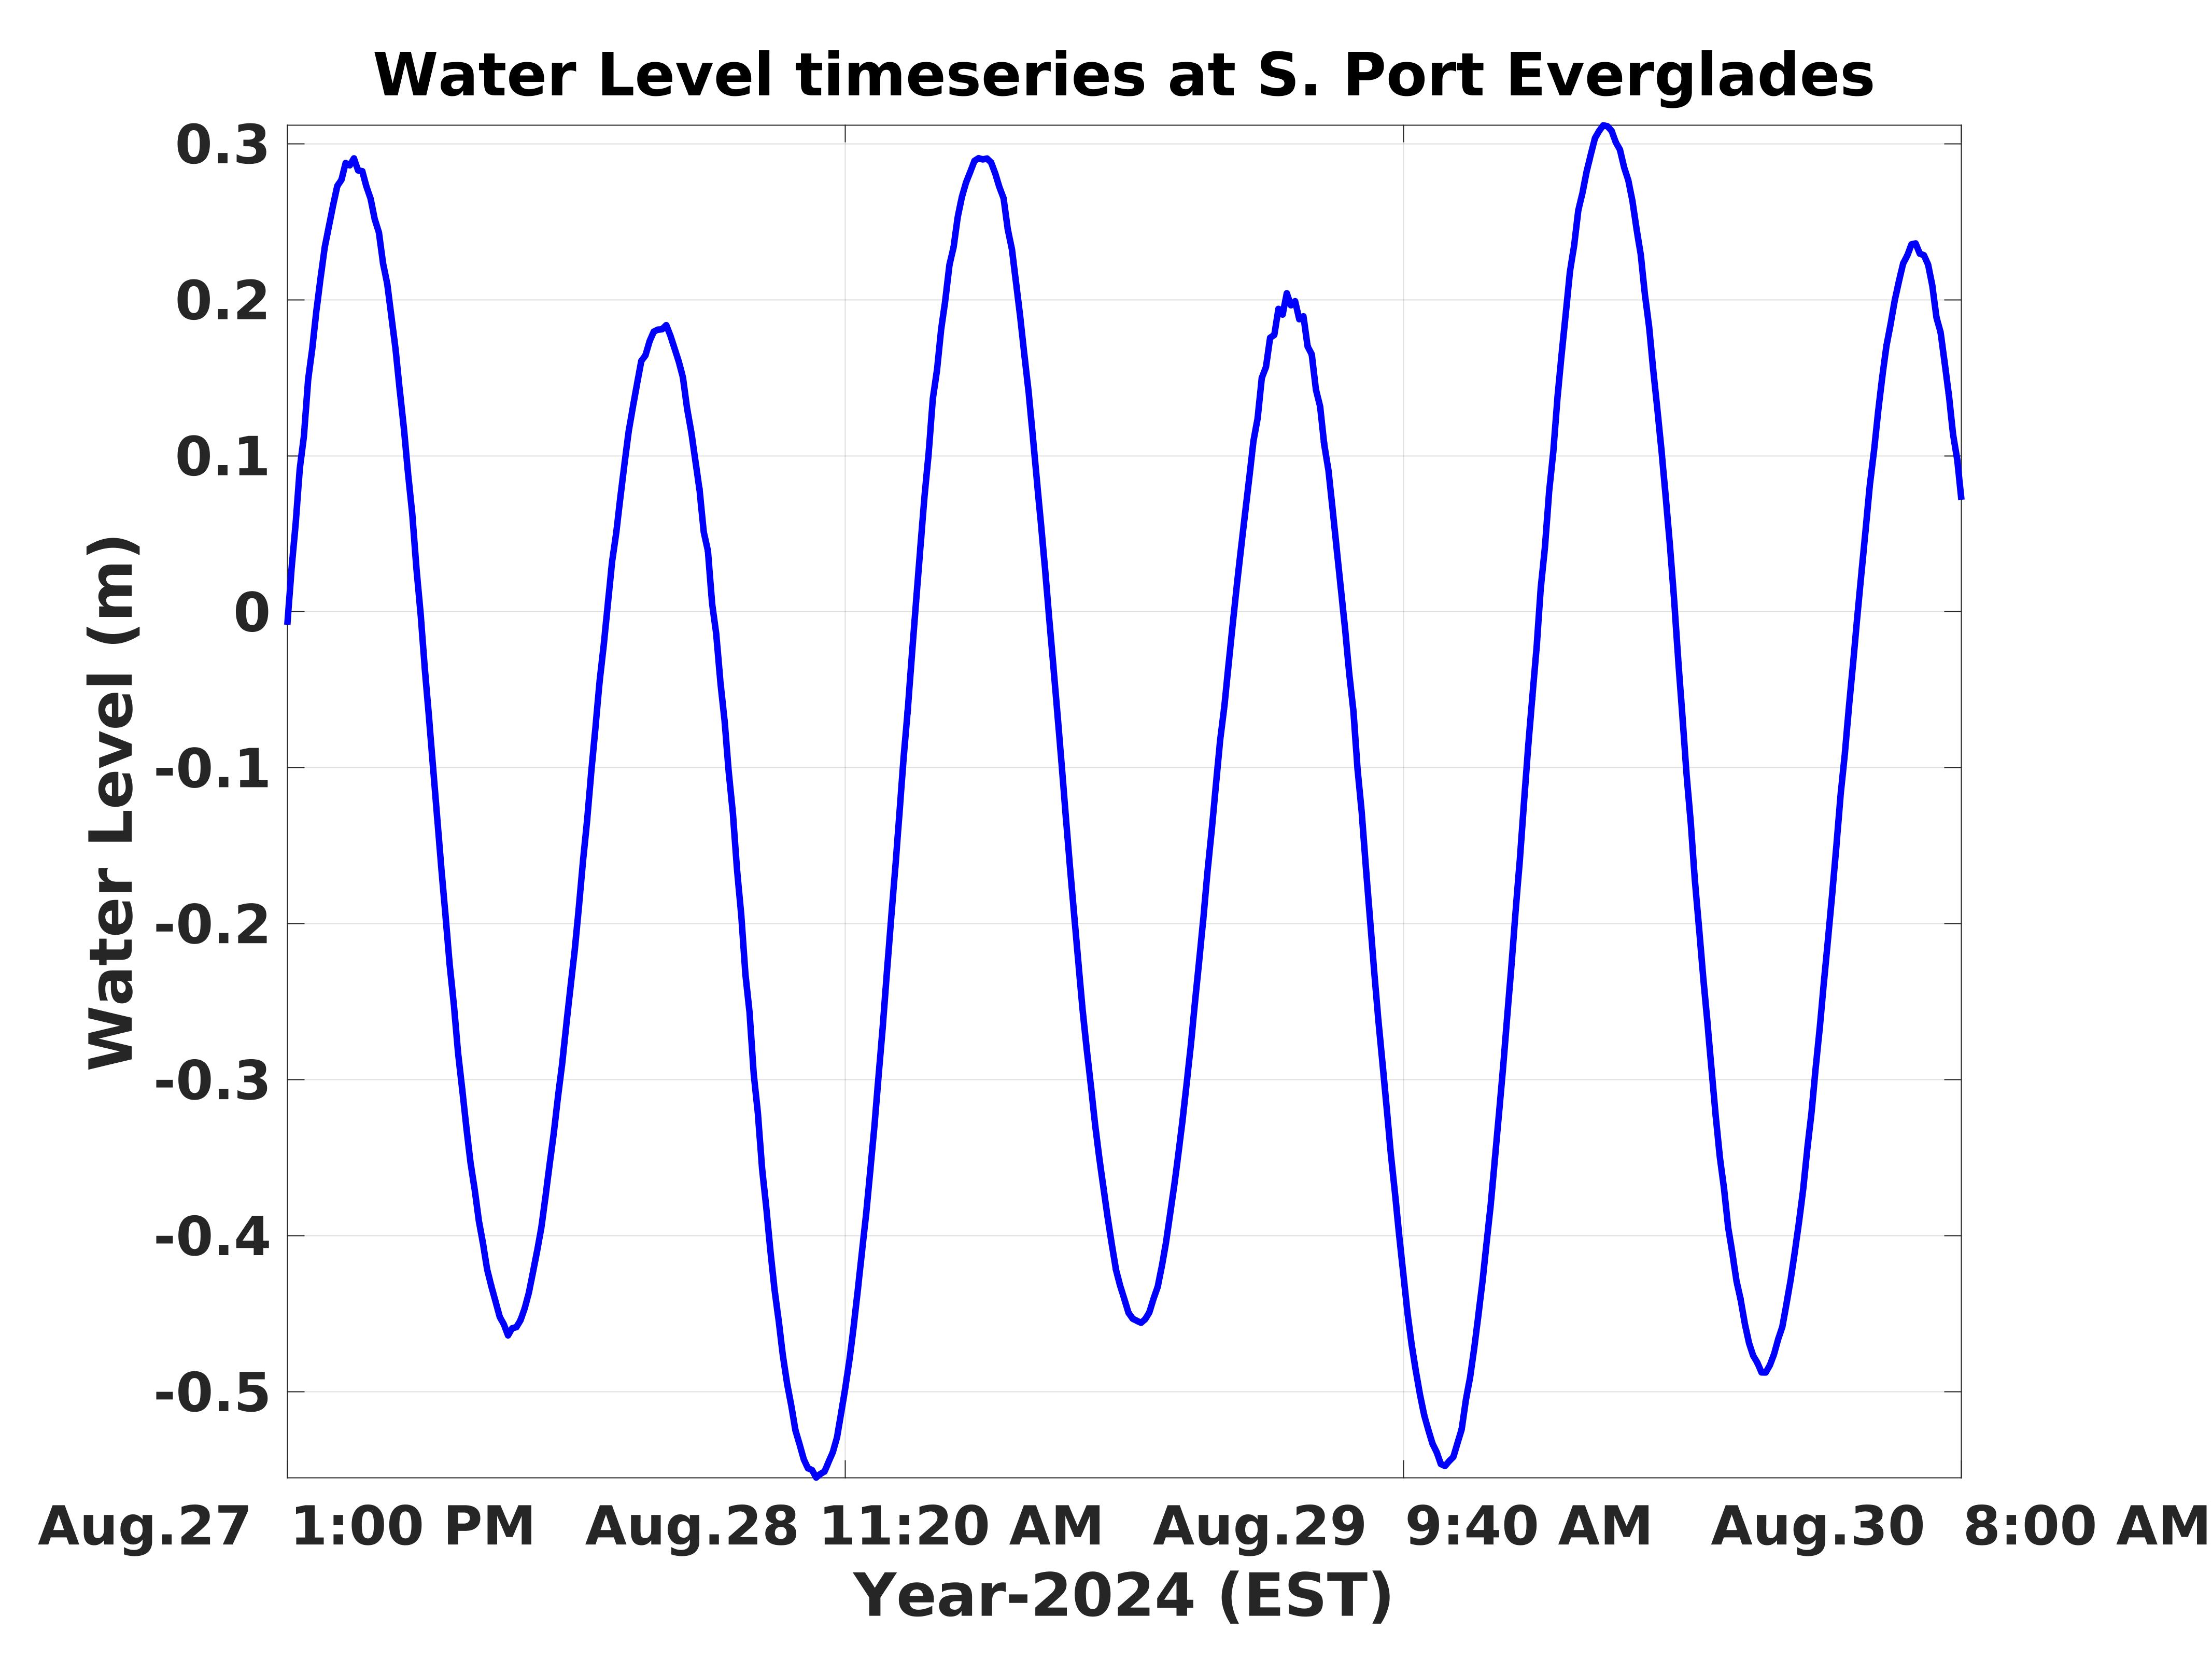 Water Level timeseries at S. Port Everglades
Water Level (m)
0.3
0.2
0.1
0
-0.1
-0.2
-0.3
-0.4
-0.5
Aug.27 1:00 PM Aug.28 11:20 AM Aug.29 9:40 AM Aug.30 8:00 AM
Year-2024 (EST)